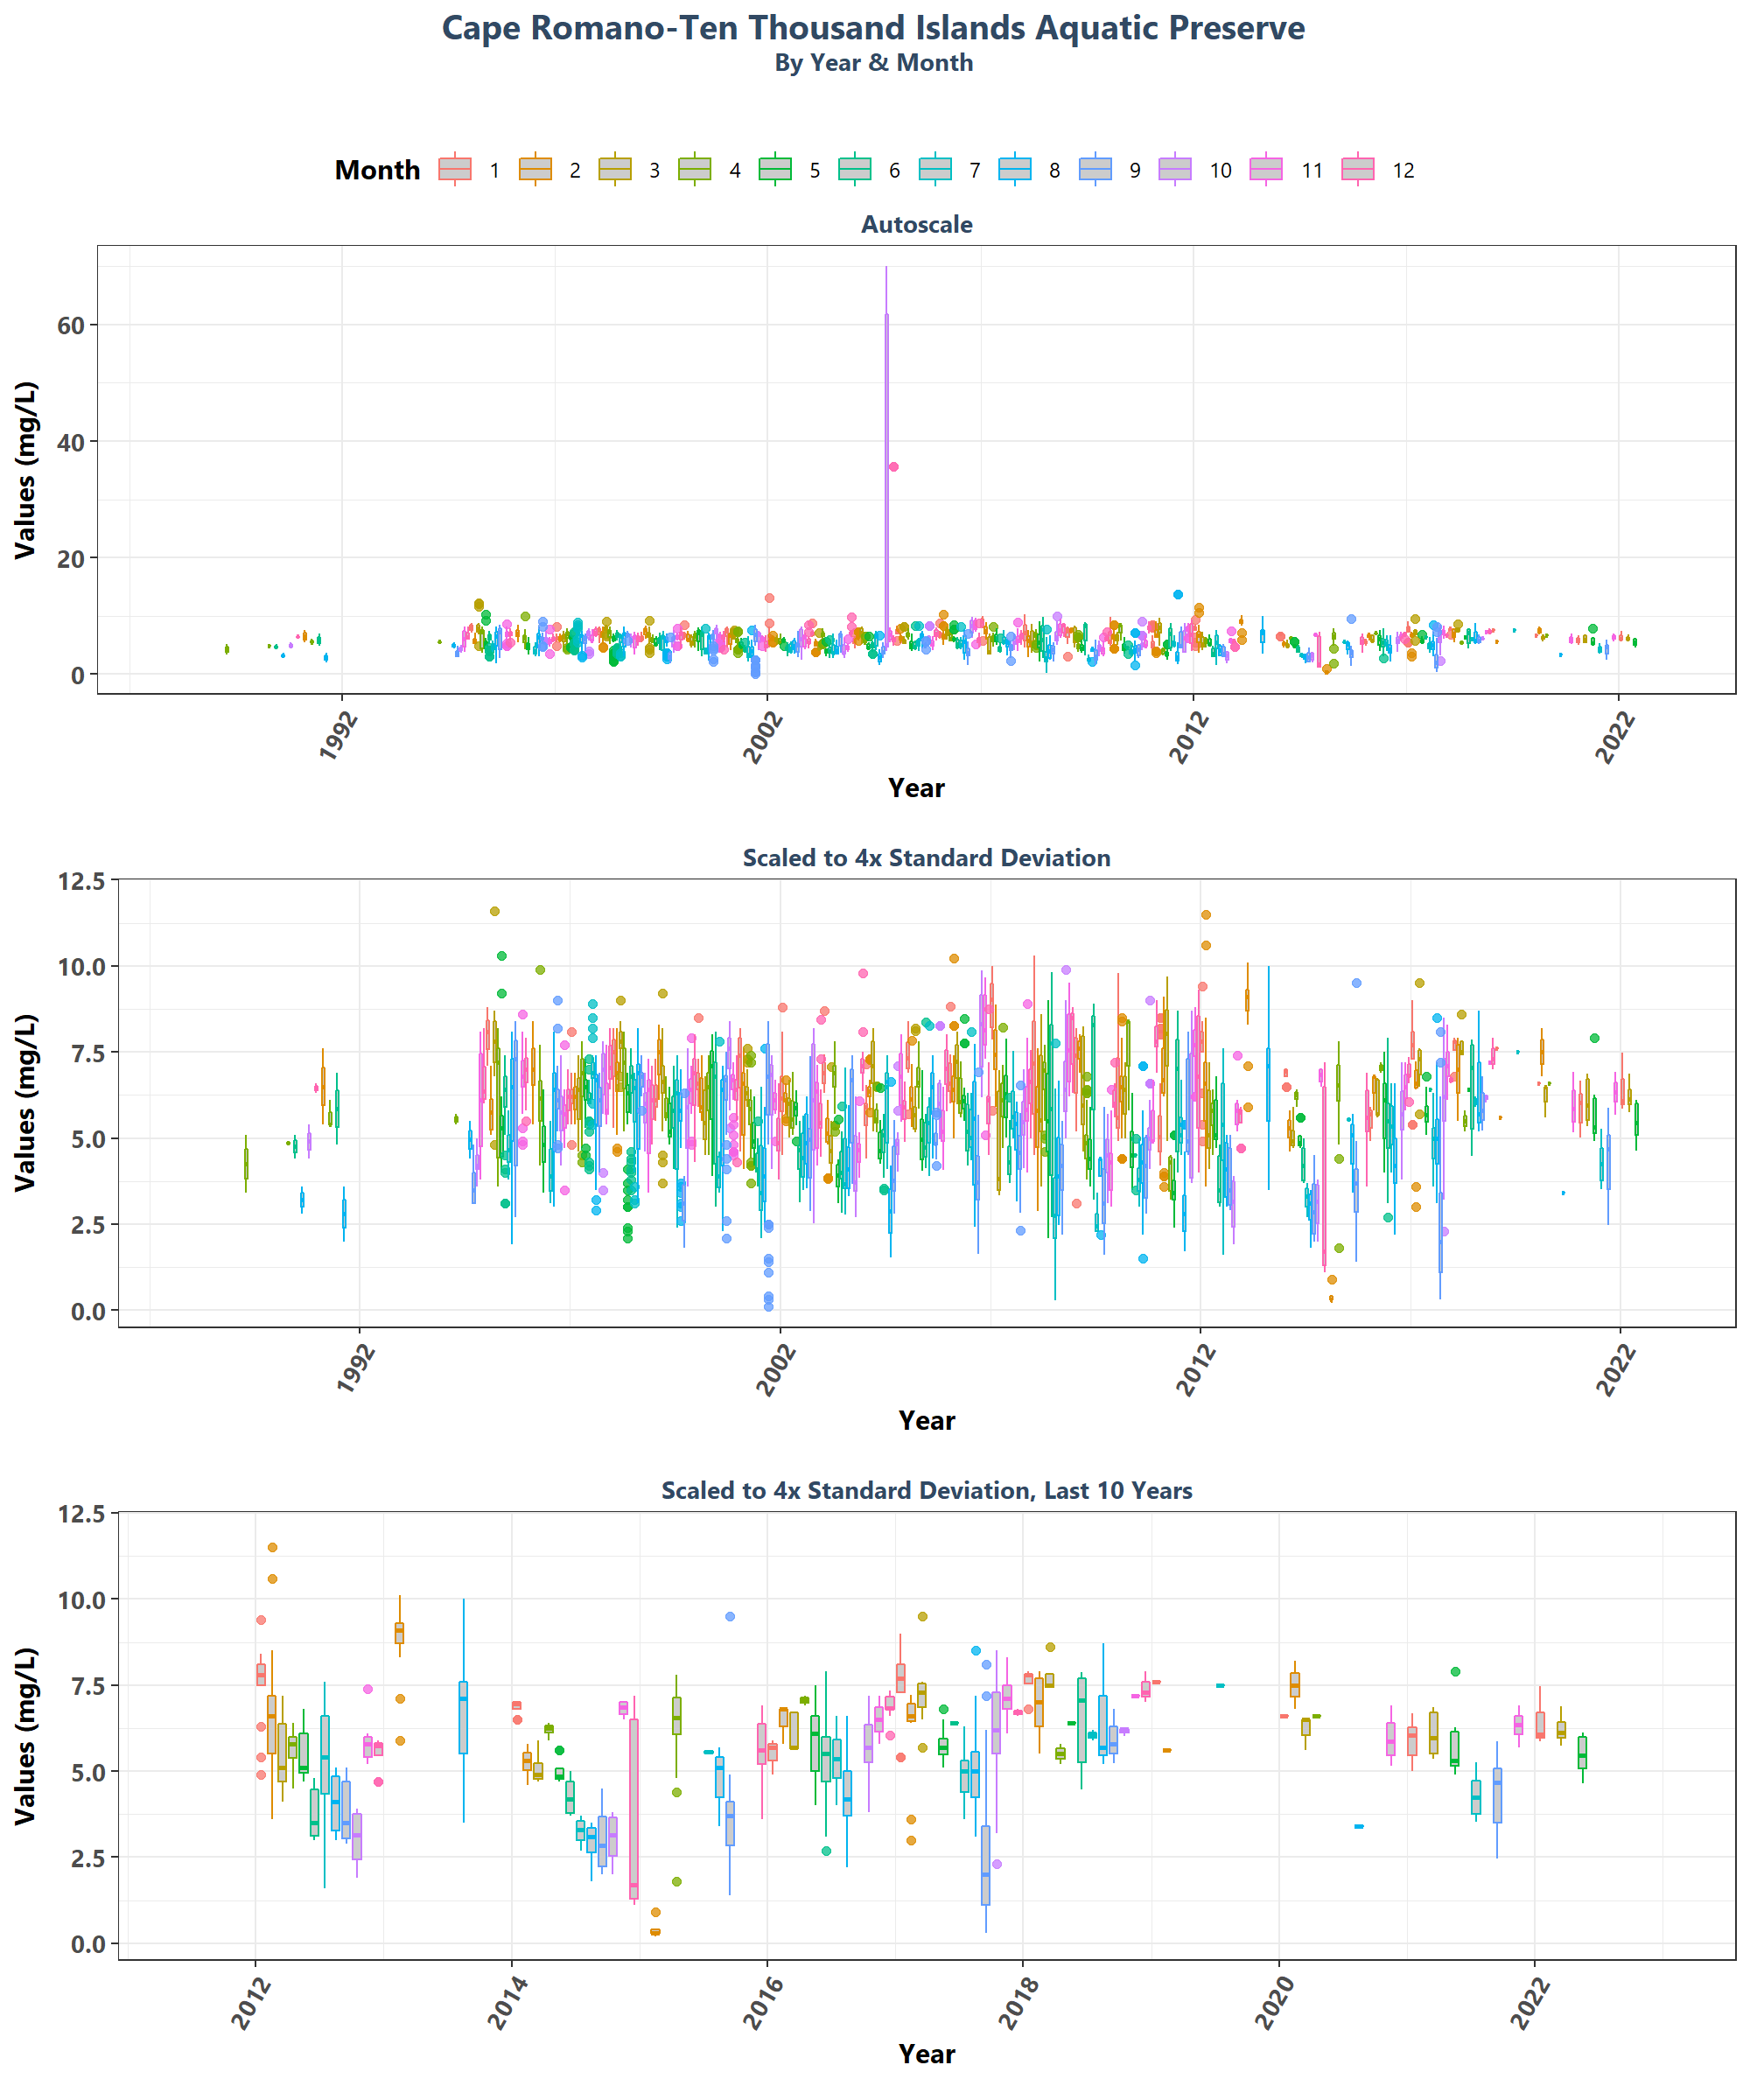 Cape Romano-Ten Thousand Islands Aquatic Preserve
By Year & Month
Month 1 2 3 4 5 6 7 8 9 10 11 12
Autoscale
Values (mg/L)
60
40
20
0
1992 2002 2012 2022
Year
Scaled to 4x Standard Deviation
Values (mg/L)
12.5
10.0
7.5
5.0
2.5
0.0
1992 2002 2012 2022
Year
Scaled to 4x Standard Deviation, Last 10 Years
Values (mg/L)
12.5
10.0
7.5
5.0
2.5
0.0
2012 2014 2016 2018 2020 2022
Year